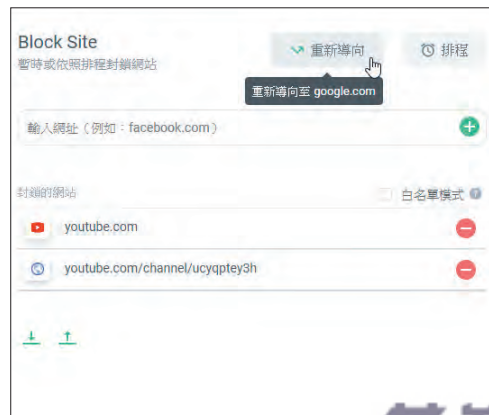 Block Site
暫時或依照排程封鎖網站
重新導向
排程
重新導向至 google.com
輸入網址（例如：facebook.com）
封鎖的網站
白名單模式
youtube.com
youtube.com/channel/ucyqptey3h